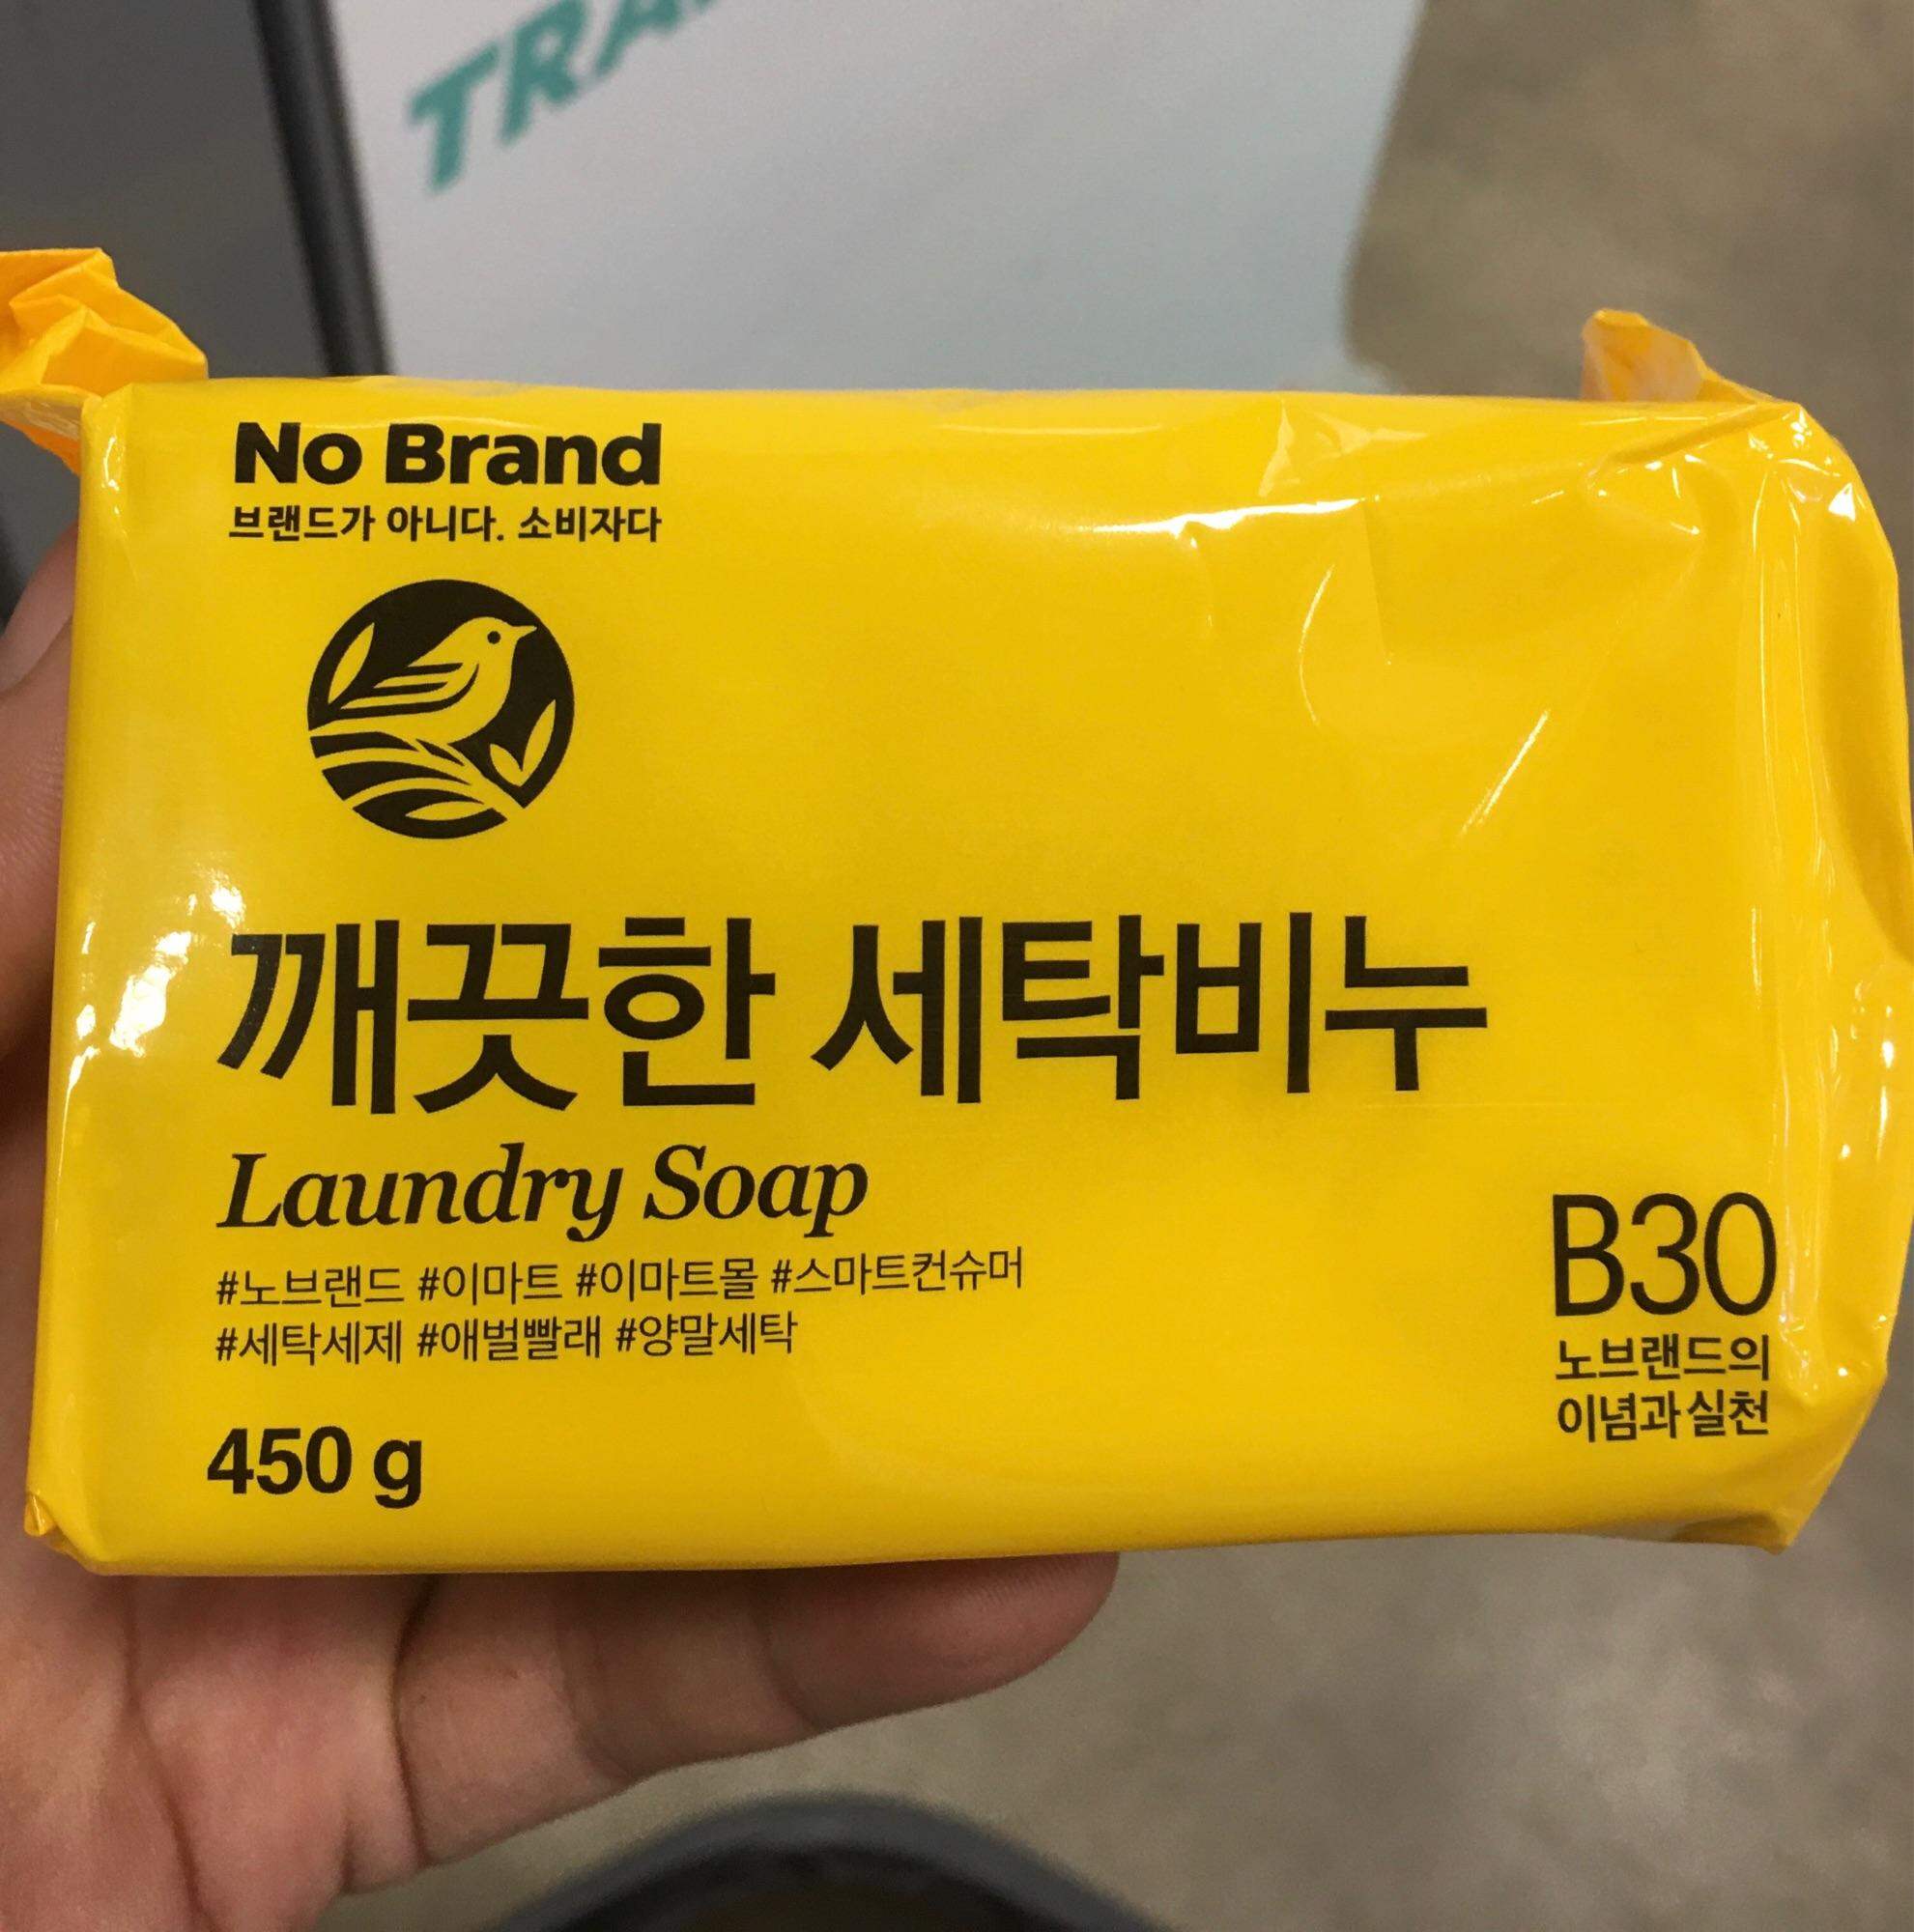 No Brand
브랜드가 아니다. 소비자다
깨끗한 세탁비누
Laundry Soap
#노브랜드 #이마트 #이마트몰 #스마트컨슈머
#세탁세제 #애벌빨래 #양말세탁
450 g
B30
노브랜드의
이념과 실천